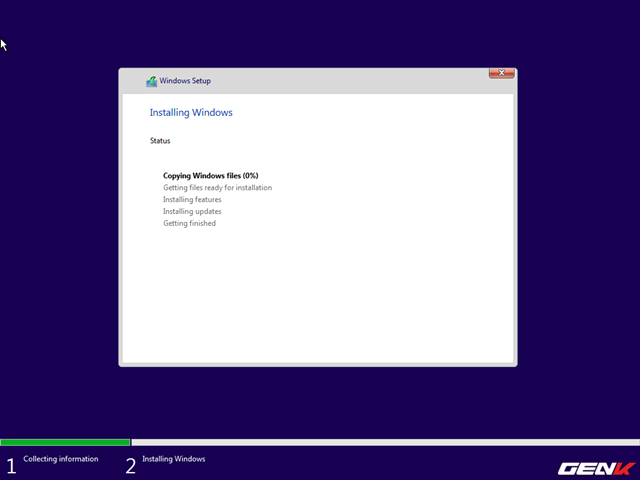 Windows Setup
Installing Windows
Status
Copying Windows files (0%)
Getting files ready for installation
Installing features
Installing updates
Getting finished
1 Collecting information
2 Installing Windows
GENK